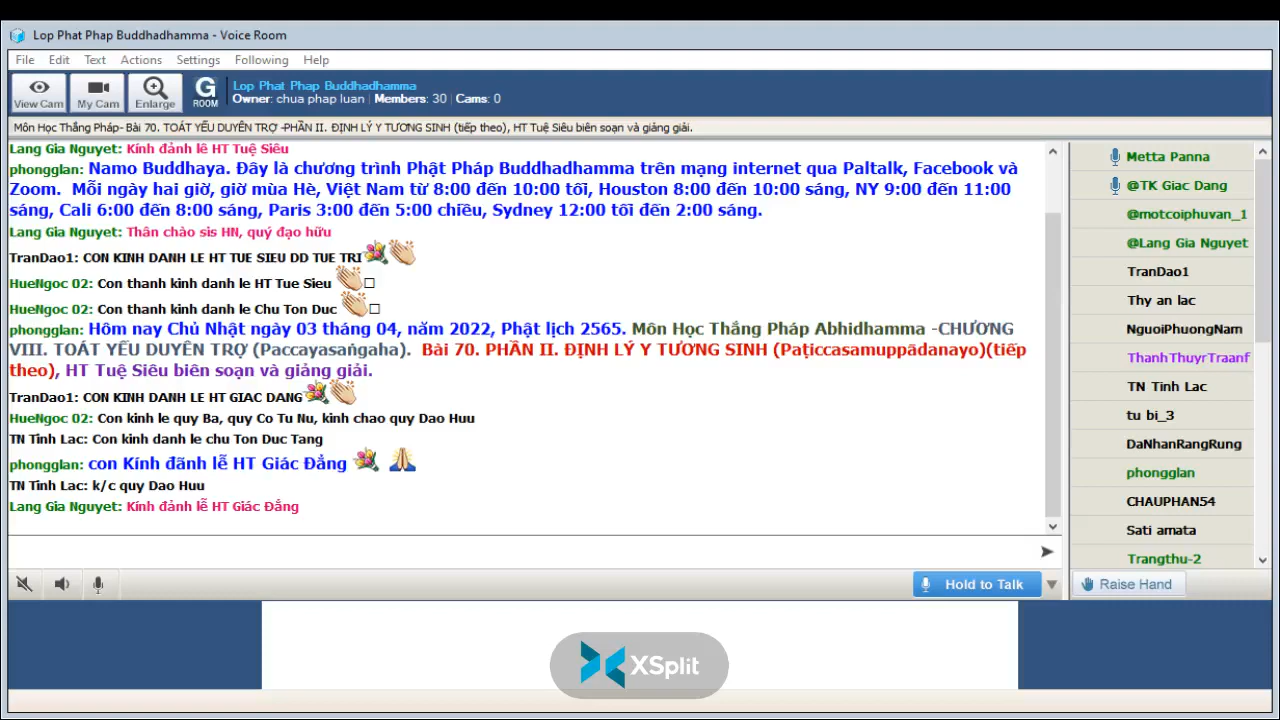 Lop Phat Phap Buddhadhamma - Voice Room
File Edit Text Actions Settings Following Help
View Cam My Cam Enlarge G ROOM
Lop Phat Phap Buddhadhamma
Owner: chua phap luan | Members: 30 | Cams: 0
Môn Học Thắng Pháp- Bài 70. TOÁT YẾU DUYÊN TRỢ -PHẦN II. ĐỊNH LÝ Y TƯƠNG SINH (tiếp theo), HT Tuệ Siêu biên soạn và giảng giải.
Lang Gia Nguyet: Kính đảnh lê HT Tuệ Siêu
phongglan: Namo Buddhaya. Đây là chương trình Phật Pháp Buddhadhamma trên mạng internet qua Paltalk, Facebook và
Zoom. Mỗi ngày hai giờ, giờ mùa Hè, Việt Nam từ 8:00 đến 10:00 tối, Houston 8:00 đến 10:00 sáng, NY 9:00 đến 11:00
sáng, Cali 6:00 đến 8:00 sáng, Paris 3:00 đến 5:00 chiều, Sydney 12:00 tối đến 2:00 sáng.
Lang Gia Nguyet: Thân chào sis HN, quý đạo hữu
TranDao1: CON KINH DANH LE HT TUE SIEU DD TUE TRI
HueNgoc 02: Con thanh kinh danh le HT Tue Sieu
HueNgoc 02: Con thanh kinh danh le Chu Ton Duc
phongglan: Hôm nay Chủ Nhật ngày 03 tháng 04, năm 2022, Phật lịch 2565. Môn Học Thắng Pháp Abhidhamma -CHƯƠNG
VIII. TOÁT YẾU DUYÊN TRỢ (Paccayasaṅgaha). Bài 70. PHẦN II. ĐỊNH LÝ Y TƯƠNG SINH (Paṭiccasamuppādanayo)(tiếp
theo), HT Tuệ Siêu biên soạn và giảng giải.
TranDao1: CON KINH DANH LE HT GIAC DANG
HueNgoc 02: Con kinh le quy Ba, quy Co Tu Nu, kinh chao quy Dao Huu
TN Tinh Lac: Con kinh danh le chu Ton Duc Tang
phongglan: con Kính đãnh lễ HT Giác Đẳng
TN Tinh Lac: k/c quy Dao Huu
Lang Gia Nguyet: Kính đảnh lễ HT Giác Đẳng
Metta Panna
@TK Giac Dang
@motcoiphuvan_1
@Lang Gia Nguyet
TranDao1
Thy an lac
NguoiPhuongNam
ThanhThuyrTraanf
TN Tinh Lac
tu bi_3
DaNhanRangRung
phongglan
CHAUPHAN54
Sati amata
Trangthu-2
Hold to Talk
Raise Hand
XSplit